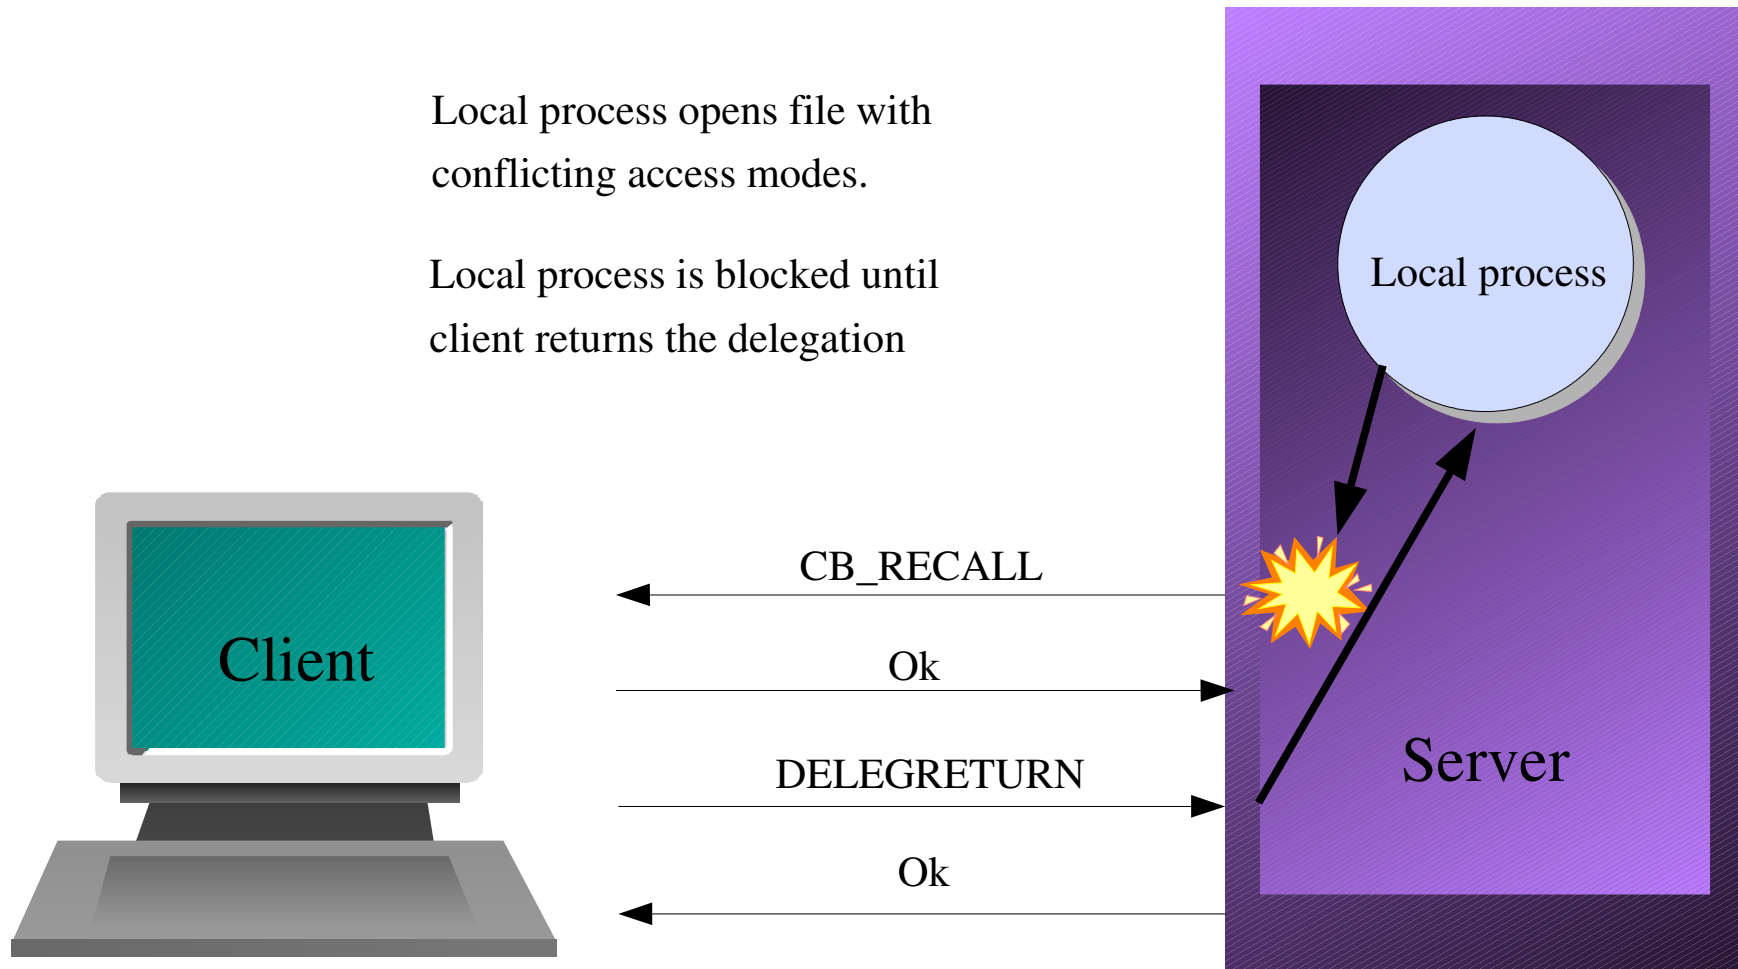 Local process opens file with
conflicting access modes.
Local process is blocked until
client returns the delegation
Local process
CB_RECALL
Ok
Client
DELEGRETURN
Server
Ok